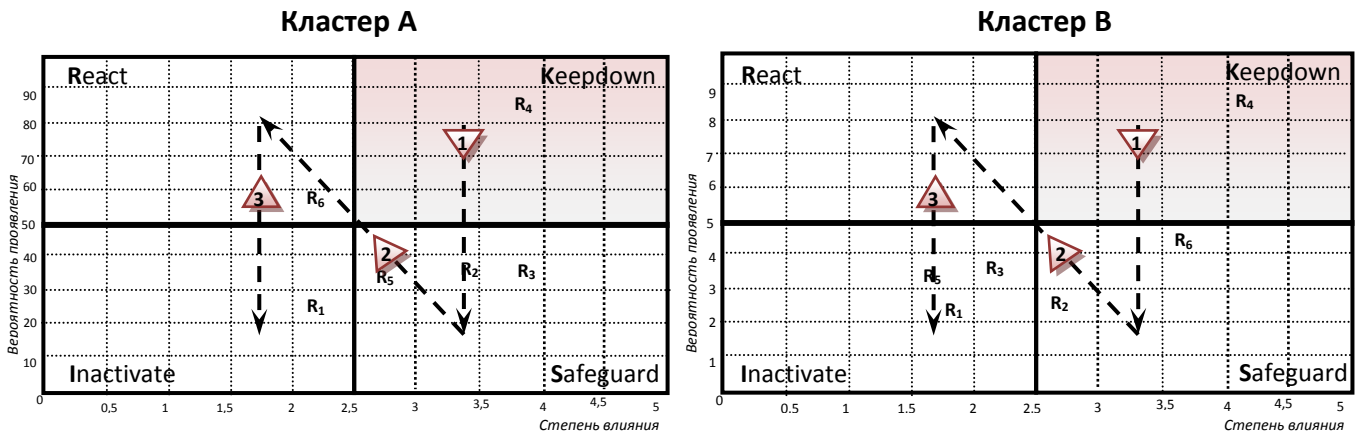 Кластер А
React
Keepdown
R4
1
3
R6
2
R5
R2
R3
R1
Inactivate
Safeguard
90
80
70
60
50
40
30
20
10
Вероятность проявления
0 0,5 1 1,5 2 2,5 3 3,5 4 4,5 5
Степень влияния
Кластер В
React
Keepdown
R4
1
3
R6
2
R3
R5
R2
R1
Inactivate
Safeguard
9
8
7
6
5
4
3
2
1
Вероятность проявления
0 0.5 1 1.5 2 2.5 3 3,5 4 4.5 5
Степень влияния